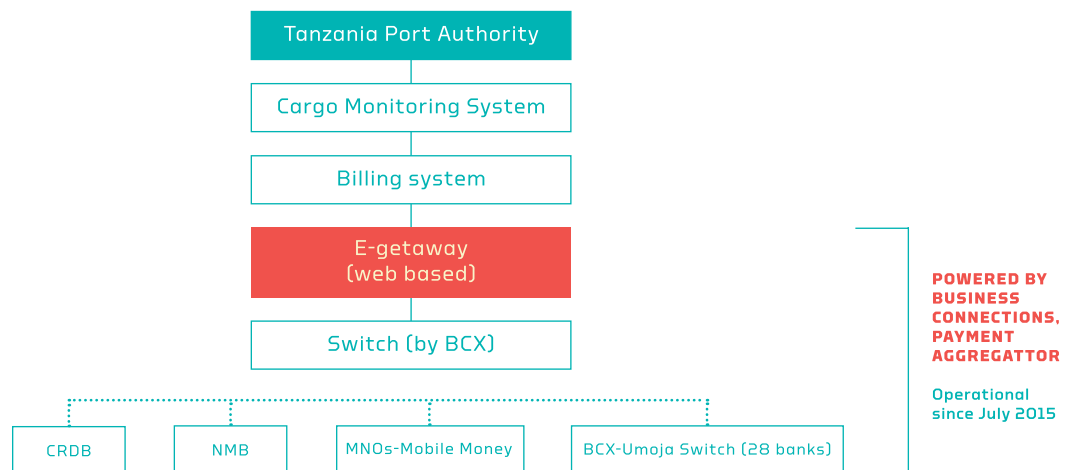 Tanzania Port Authority
Cargo Monitoring System
Billing system
E-getaway
(web based)
Switch (by BCX)
CRDB
NMB
MNOs-Mobile Money
BCX-Umoja Switch (28 banks)
POWERED BY
BUSINESS
CONNECTIONS,
PAYMENT
AGGREGATTOR
Operational
since July 2015